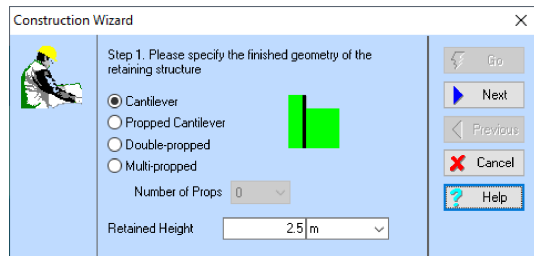 Construction Wizard
Step 1. Please specify the finished geometry of the
retaining structure
Cantilever
Propped Cantilever
Double-propped
Multi-propped
Number of Props 0
Retained Height 2.5 m
Go
Next
Previous
Cancel
? Help